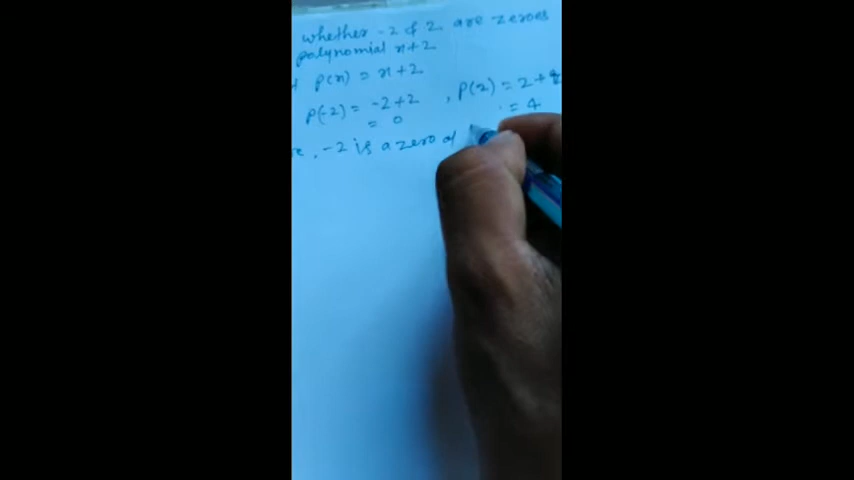 whether -2 & 2 are zeroes
polynomial x+2
p(x) = x+2
p(-2) = -2+2 , p(2) = 2+2
= 0 = 4
, -2 is a zero of